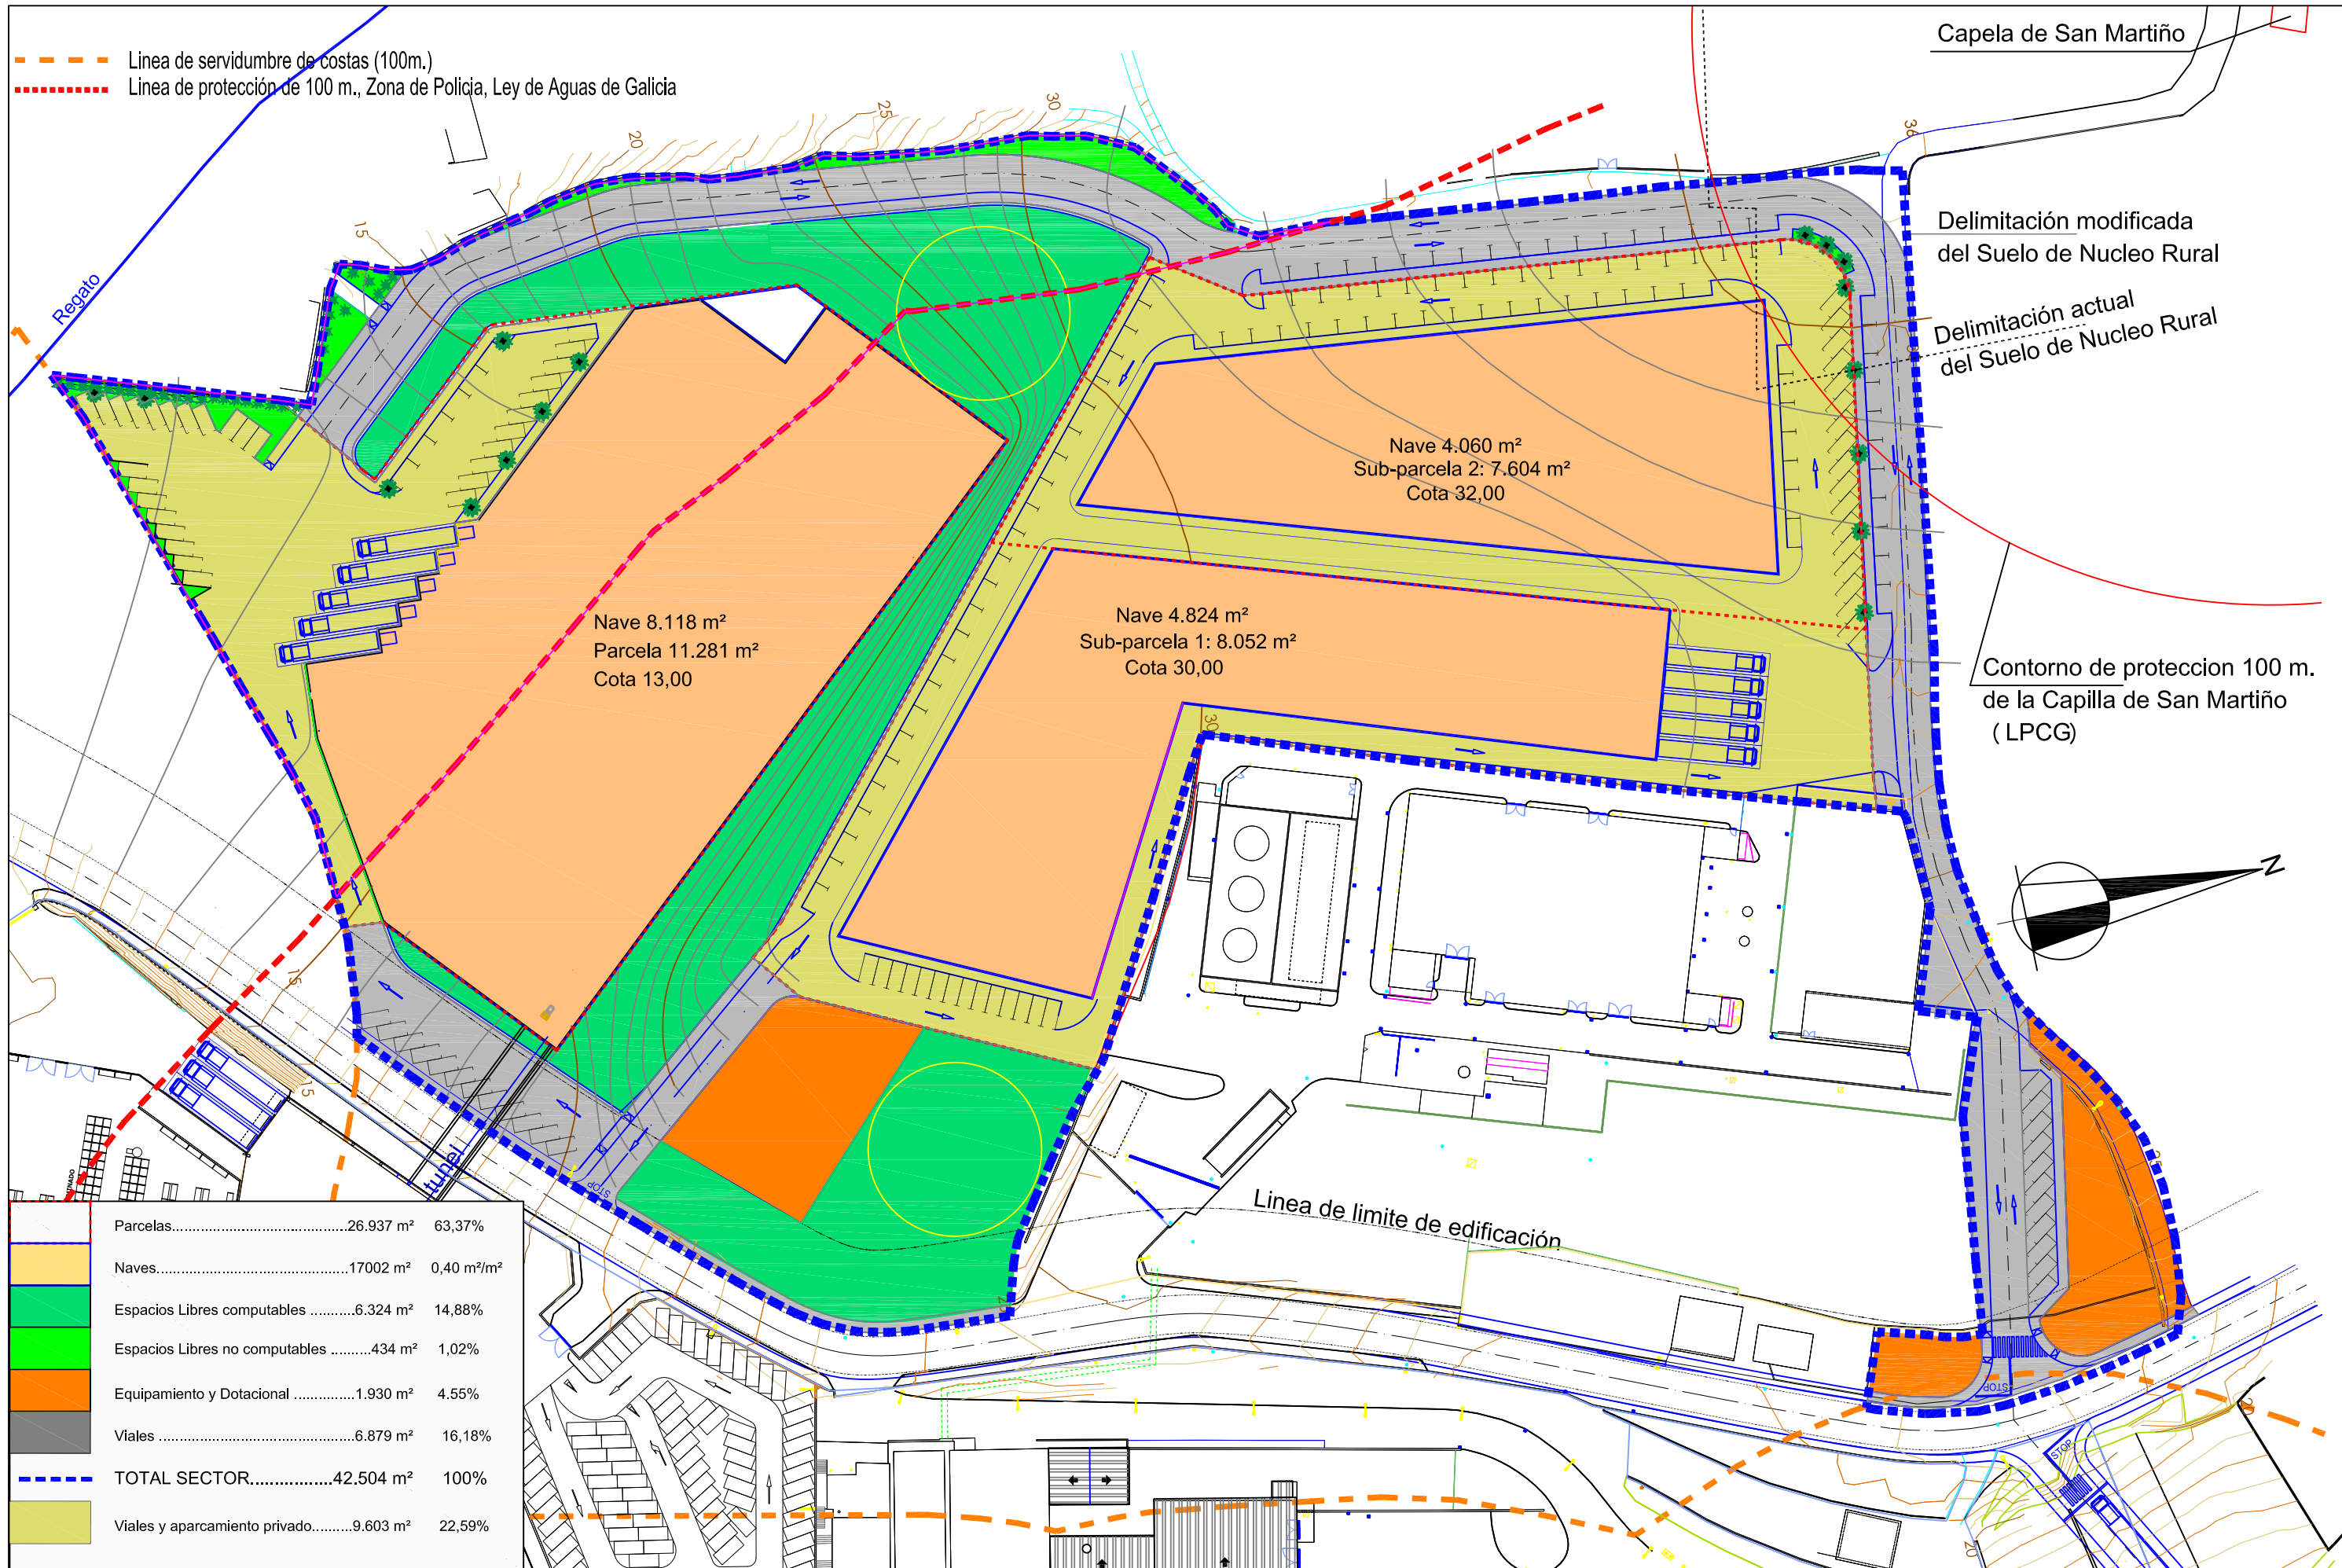 Linea de servidumbre de costas (100m.)
Linea de protección de 100 m., Zona de Policia, Ley de Aguas de Galicia
Capela de San Martiño
Delimitación modificada
del Suelo de Nucleo Rural
Delimitación actual
del Suelo de Nucleo Rural
Contorno de proteccion 100 m.
de la Capilla de San Martiño
( LPCG)
N
Regato
15
20
25
30
36
Nave 4.060 m²
Sub-parcela 2: 7.604 m²
Cota 32,00
Nave 8.118 m²
Parcela 11.281 m²
Cota 13,00
Nave 4.824 m²
Sub-parcela 1: 8.052 m²
Cota 30,00
30
15
15
tunel
STOP
Linea de limite de edificación
STOP
STOP
20
20
Parcelas.....................................26.937 m² 63,37%
Naves.........................................17002 m² 0,40 m²/m²
Espacios Libres computables ..........6.324 m² 14,88%
Espacios Libres no computables .........434 m² 1,02%
Equipamiento y Dotacional .............1.930 m² 4.55%
Viales .........................................6.879 m² 16,18%
TOTAL SECTOR...............42.504 m² 100%
Viales y aparcamiento privado.........9.603 m² 22,59%